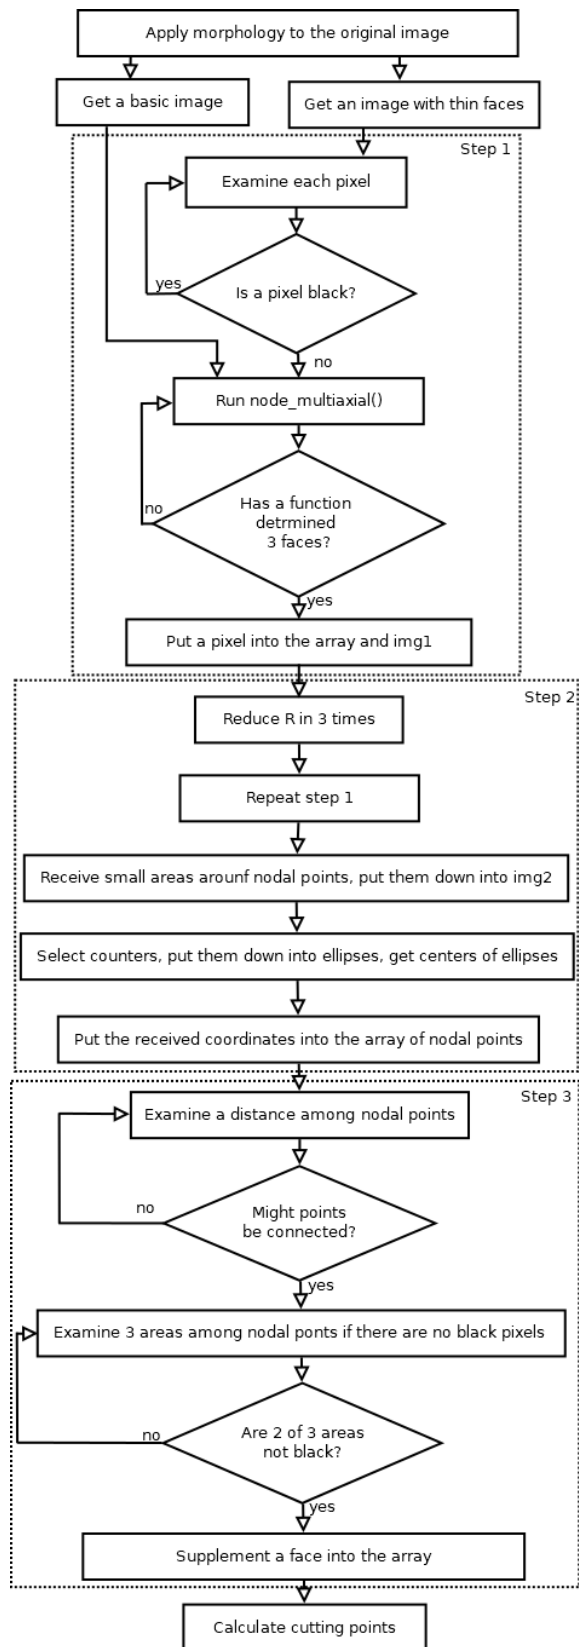 Apply morphology to the original image
Get a basic image
Get an image with thin faces
Step 1
Examine each pixel
yes
Is a pixel black?
no
Run node_multiaxial()
no
Has a function
detrmined
3 faces?
yes
Put a pixel into the array and img1
Step 2
Reduce R in 3 times
Repeat step 1
Receive small areas arounf nodal points, put them down into img2
Select counters, put them down into ellipses, get centers of ellipses
Put the received coordinates into the array of nodal points
Step 3
Examine a distance among nodal points
no
Might points
be connected?
yes
Examine 3 areas among nodal ponts if there are no black pixels
no
Are 2 of 3 areas
not black?
yes
Supplement a face into the array
Calculate cutting points